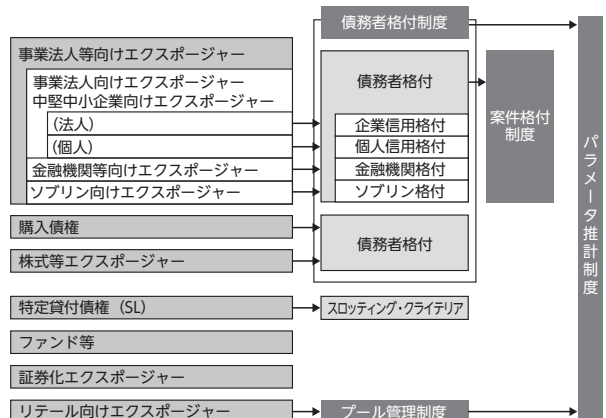 債務者格付制度
事業法人等向けエクスポージャー
事業法人向けエクスポージャー
中堅中小企業向けエクスポージャー
(法人)
(個人)
金融機関等向けエクスポージャー
ソブリン向けエクスポージャー
債務者格付
企業信用格付
個人信用格付
金融機関格付
ソブリン格付
案件格付
制度
パラメータ推計制度
購入債権
株式等エクスポージャー
債務者格付
特定貸付債権（SL）
スロッティング・クライテリア
ファンド等
証券化エクスポージャー
リテール向けエクスポージャー
プール管理制度